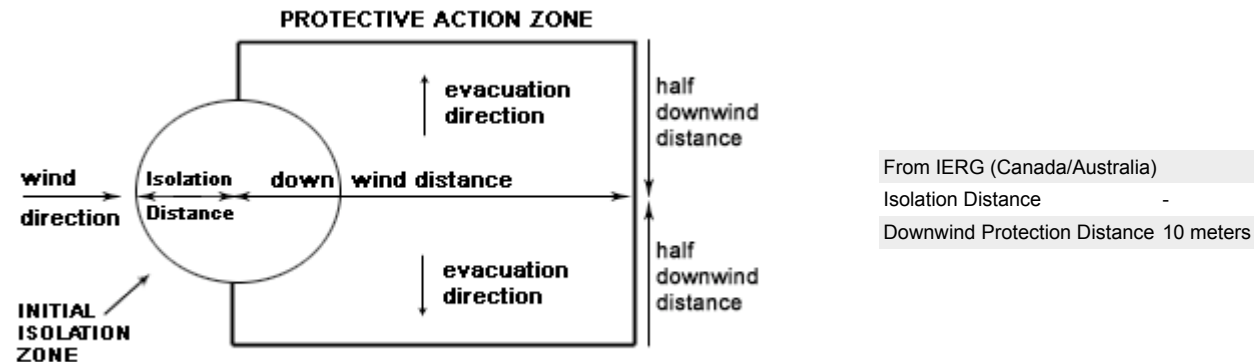 PROTECTIVE ACTION ZONE
evacuation
direction
half
downwind
distance
wind
direction
Isolation
Distance
down wind distance
evacuation
direction
half
downwind
distance
INITIAL
ISOLATION
ZONE
From IERG (Canada/Australia)
Isolation Distance -
Downwind Protection Distance 10 meters